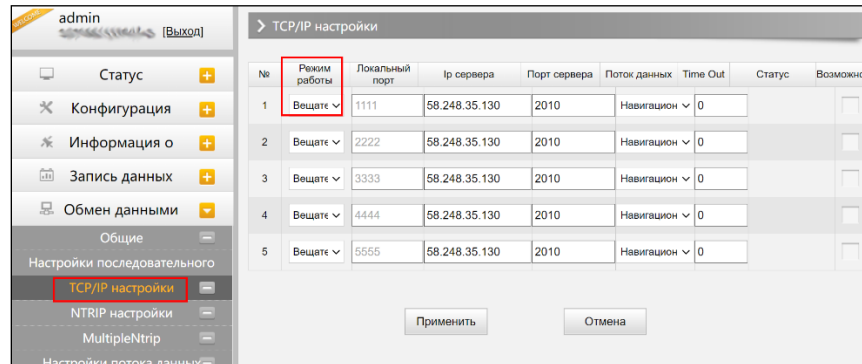 WELCOME
admin
[Выход]
Статус
Конфигурация
Информация о
Запись данных
Обмен данными
Общие
Настройки последовательного
TCP/IP настройки
NTRIP настройки
MultipleNtrip
Настройки потока данных
TCP/IP настройки
№ Режим работы Локальный порт Ip сервера Порт сервера Поток данных Time Out Статус Возможно
1 Вещате 1111 58.248.35.130 2010 Навигацион 0
2 Вещате 2222 58.248.35.130 2010 Навигацион 0
3 Вещате 3333 58.248.35.130 2010 Навигацион 0
4 Вещате 4444 58.248.35.130 2010 Навигацион 0
5 Вещате 5555 58.248.35.130 2010 Навигацион 0
Применить Отмена